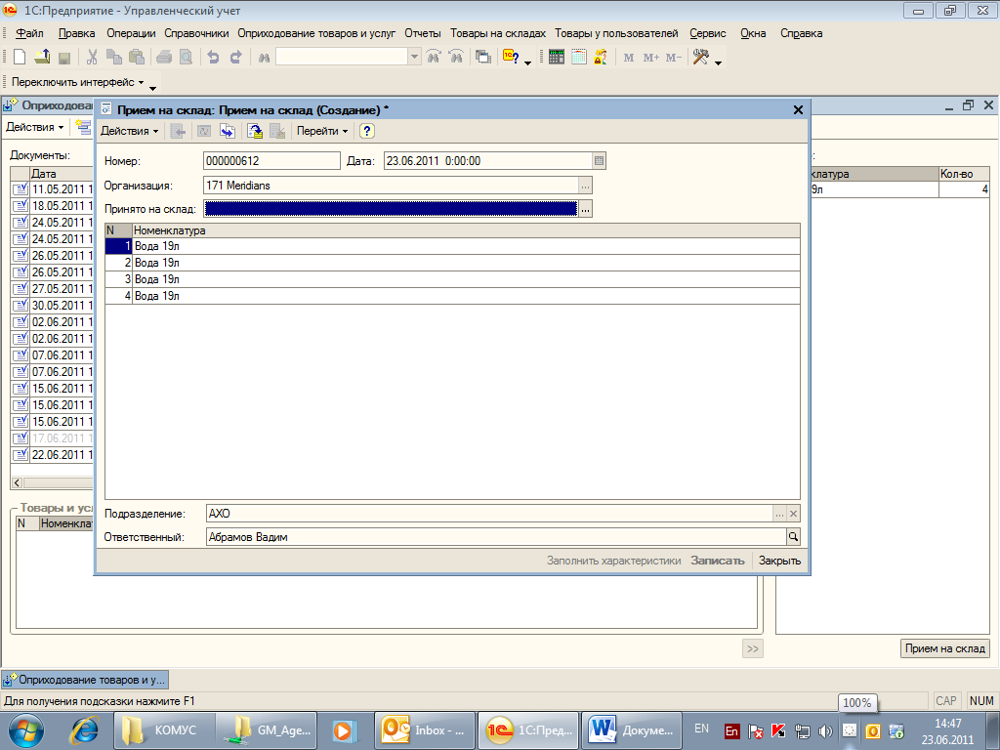 1С:Предприятие - Управленческий учет
Файл Правка Операции Справочники Оприходование товаров и услуг Отчеты Товары на складах Товары у пользователей Сервис Окна Справка
M M+ M-
Переключить интерфейс
Оприходова
Действия
Документы:
Дата
11.05.2011 1
18.05.2011 1
24.05.2011 1
24.05.2011 1
26.05.2011 1
26.05.2011 1
27.05.2011 1
30.05.2011 1
02.06.2011 1
02.06.2011 1
07.06.2011 1
07.06.2011 1
15.06.2011 1
15.06.2011 1
15.06.2011 1
17.06.2011 1
22.06.2011 1
Товары и усл
N Номенклат
Прием на склад: Прием на склад (Создание) *
Действия Перейти ?
Номер: 000000612 Дата: 23.06.2011 0:00:00
Организация: 171 Meridians ...
Принято на склад: ...
N Номенклатура
1 Вода 19л
2 Вода 19л
3 Вода 19л
4 Вода 19л
Подразделение: АХО ...
Ответственный: Абрамов Вадим
Заполнить характеристики Записать Закрыть
:
клатура Кол-во
9л 4
>> Прием на склад
Оприходование товаров и у...
Для получения подсказки нажмите F1
CAP NUM
100%
КОМУС
GM_Age...
Inbox - ...
1С:Пред...
Докуме...
EN
En
14:47
23.06.2011